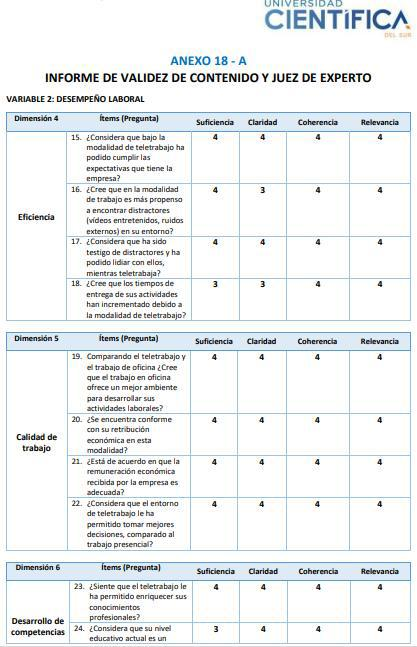 UNIVERSIDAD
CIENTÍFICA
DEL SUR
ANEXO 18 - A
INFORME DE VALIDEZ DE CONTENIDO Y JUEZ DE EXPERTO
VARIABLE 2: DESEMPEÑO LABORAL
Dimensión 4 Ítems (Pregunta) Suficiencia Claridad Coherencia Relevancia
Eficiencia
15. ¿Considera que bajo la 4 4 4 4
modalidad de teletrabajo ha
podido cumplir las
expectativas que tiene la
empresa?
16. ¿Cree que en la modalidad 4 3 4 4
de trabajo es más propenso
a encontrar distractores
(vídeos entretenidos, ruidos
externos) en su entorno?
17. ¿Considera que ha sido 4 4 4 4
testigo de distractores y ha
podido lidiar con ellos,
mientras teletrabaja?
18. ¿Cree que los tiempos de 3 3 4 4
entrega de sus actividades
han incrementado debido a
la modalidad de teletrabajo?
Dimensión 5 Ítems (Pregunta) Suficiencia Claridad Coherencia Relevancia
Calidad de
trabajo
19. Comparando el teletrabajo y 4 4 4 4
el trabajo de oficina ¿Cree
que el trabajo en oficina
ofrece un mejor ambiente
para desarrollar sus
actividades laborales?
20. ¿Se encuentra conforme 4 4 4 4
con su retribución
económica en esta
modalidad?
21. ¿Está de acuerdo en que la 4 4 4 4
remuneración económica
recibida por la empresa es
adecuada?
22. ¿Considera que el entorno 4 4 4 4
de teletrabajo le ha
permitido tomar mejores
decisiones, comparado al
trabajo presencial?
Dimensión 6 Ítems (Pregunta) Suficiencia Claridad Coherencia Relevancia
Desarrollo de
competencias
23. ¿Siente que el teletrabajo le 4 4 4 4
ha permitido enriquecer sus
conocimientos
profesionales?
24. ¿Considera que su nivel 3 4 4 4
educativo actual es un